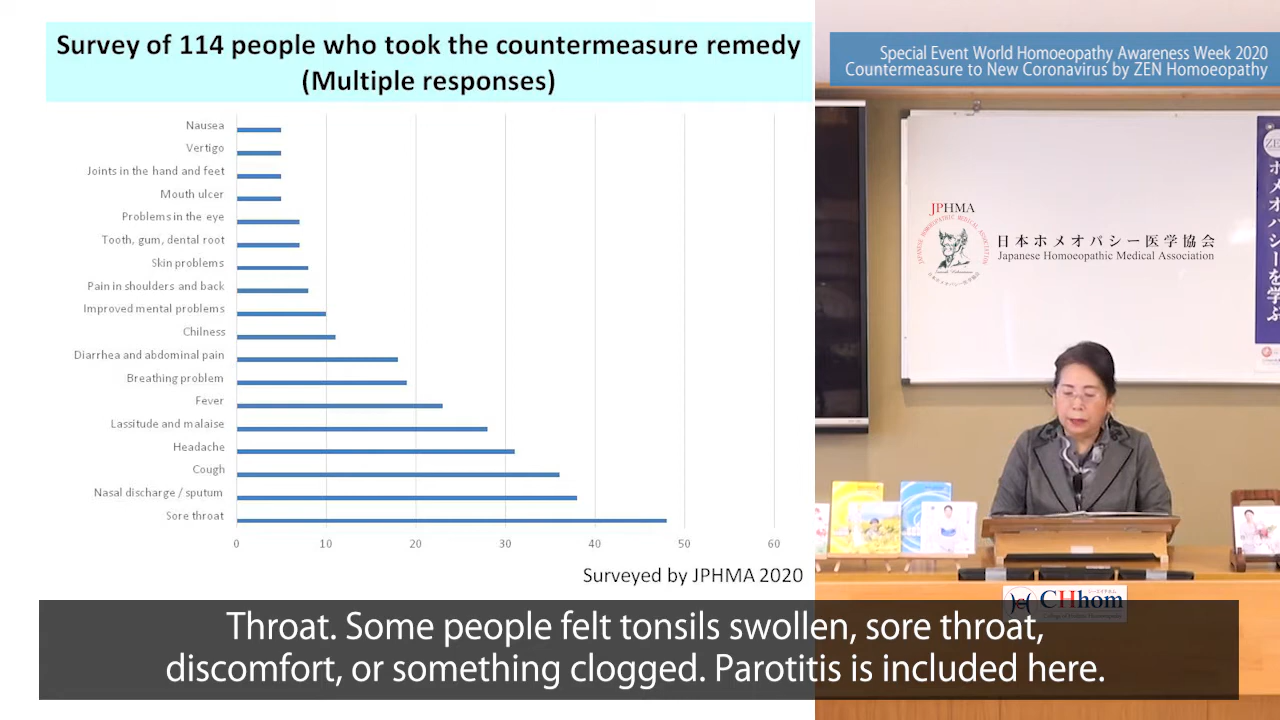 Survey of 114 people who took the countermeasure remedy
(Multiple responses)
Nausea
Vertigo
Joints in the hand and feet
Mouth ulcer
Problems in the eye
Tooth, gum, dental root
Skin problems
Pain in shoulders and back
Improved mental problems
Chilness
Diarrhea and abdominal pain
Breathing problem
Fever
Lassitude and malaise
Headache
Cough
Nasal discharge / sputum
Sore throat
0 10 20 30 40 50 60
Surveyed by JPHMA 2020
Special Event World Homoeopathy Awareness Week 2020
Countermeasure to New Coronavirus by ZEN Homoeopathy
JPHMA
JAPANESE HOMOEOPATHIC MEDICAL ASSOCIATION
日本ホメオパシー医学協会
Japanese Homoeopathic Medical Association
ホメオパシーを学ぶ
CHhom
Throat. Some people felt tonsils swollen, sore throat,
discomfort, or something clogged. Parotitis is included here.